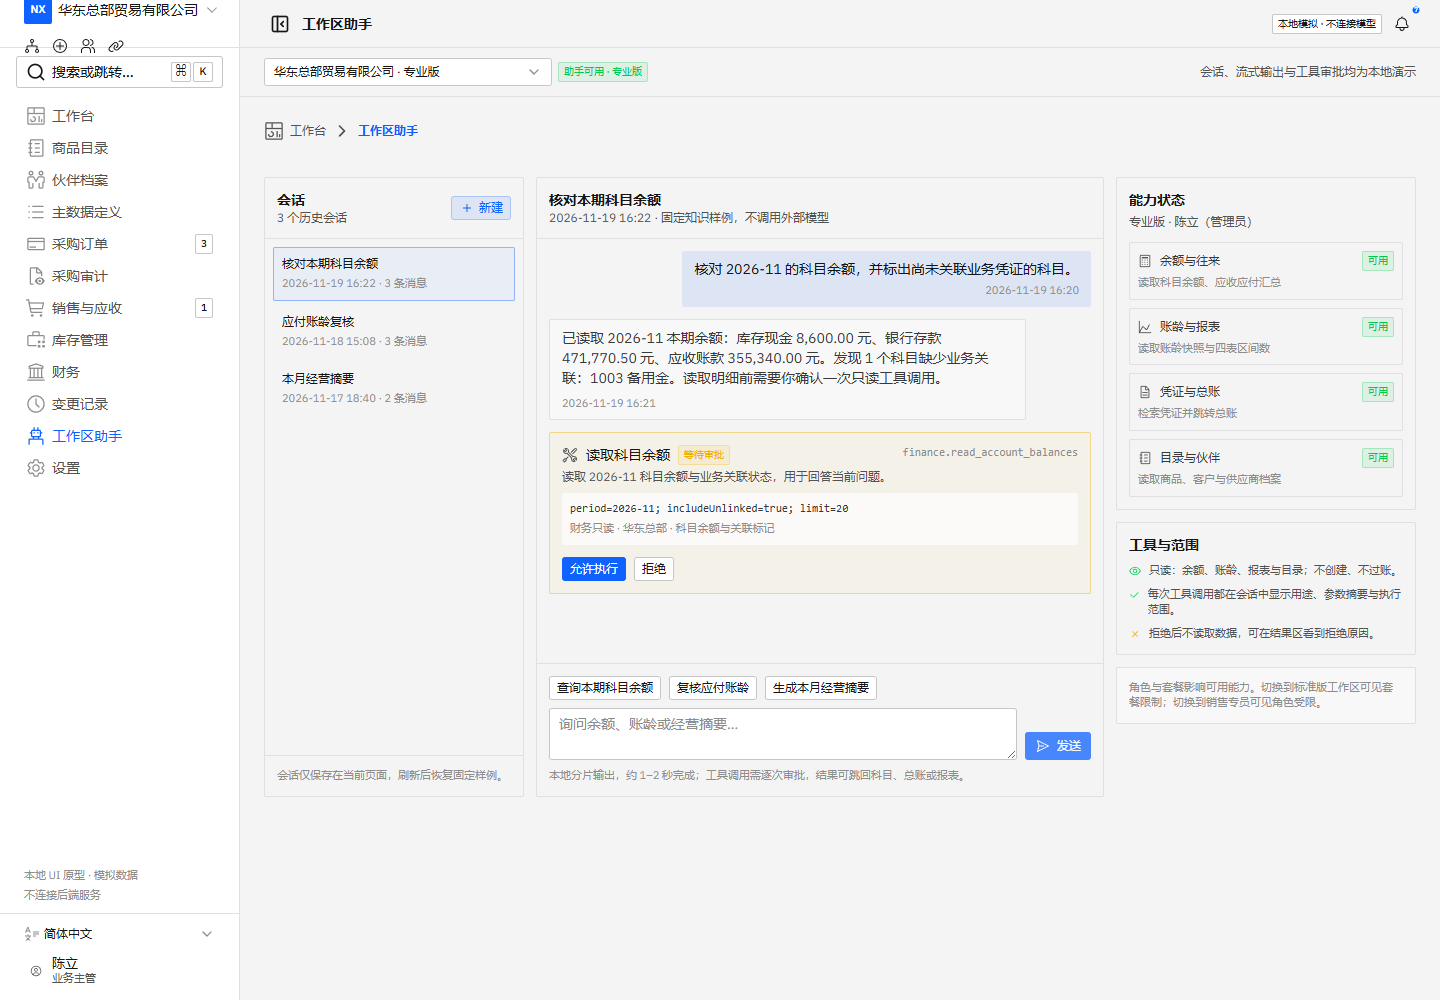 NX 华东总部贸易有限公司
搜索或跳转... ⌘ K
工作台
商品目录
伙伴档案
主数据定义
采购订单 3
采购审计
销售与应收 1
库存管理
财务
变更记录
工作区助手
设置
本地 UI 原型 · 模拟数据
不连接后端服务
简体中文
陈立
业务主管
工作区助手
本地模拟 · 不连接模型
?
华东总部贸易有限公司 · 专业版
助手可用 · 专业版
会话、流式输出与工具审批均为本地演示
工作台 工作区助手
会话
3 个历史会话
+ 新建
核对本期科目余额
2026-11-19 16:22 · 3 条消息
应付账龄复核
2026-11-18 15:08 · 3 条消息
本月经营摘要
2026-11-17 18:40 · 2 条消息
会话仅保存在当前页面，刷新后恢复固定样例。
核对本期科目余额
2026-11-19 16:22 · 固定知识样例，不调用外部模型
核对 2026-11 的科目余额，并标出尚未关联业务凭证的科目。
2026-11-19 16:20
已读取 2026-11 本期余额：库存现金 8,600.00 元、银行存款
471,770.50 元、应收账款 355,340.00 元。发现 1 个科目缺少业务关
联：1003 备用金。读取明细前需要你确认一次只读工具调用。
2026-11-19 16:21
读取科目余额 等待审批
finance.read_account_balances
读取 2026-11 科目余额与业务关联状态，用于回答当前问题。
period=2026-11; includeUnlinked=true; limit=20
财务只读 · 华东总部 · 科目余额与关联标记
允许执行 拒绝
查询本期科目余额 复核应付账龄 生成本月经营摘要
询问余额、账龄或经营摘要...
发送
本地分片输出，约 1–2 秒完成；工具调用需逐次审批，结果可跳回科目、总账或报表。
能力状态
专业版 · 陈立（管理员）
余额与往来 可用
读取科目余额、应收应付汇总
账龄与报表 可用
读取账龄快照与四表区间数
凭证与总账 可用
检索凭证并跳转总账
目录与伙伴 可用
读取商品、客户与供应商档案
工具与范围
只读：余额、账龄、报表与目录；不创建、不过账。
每次工具调用都在会话中显示用途、参数摘要与执行
范围。
拒绝后不读取数据，可在结果区看到拒绝原因。
角色与套餐影响可用能力。切换到标准版工作区可见套
餐限制；切换到销售专员可见角色受限。